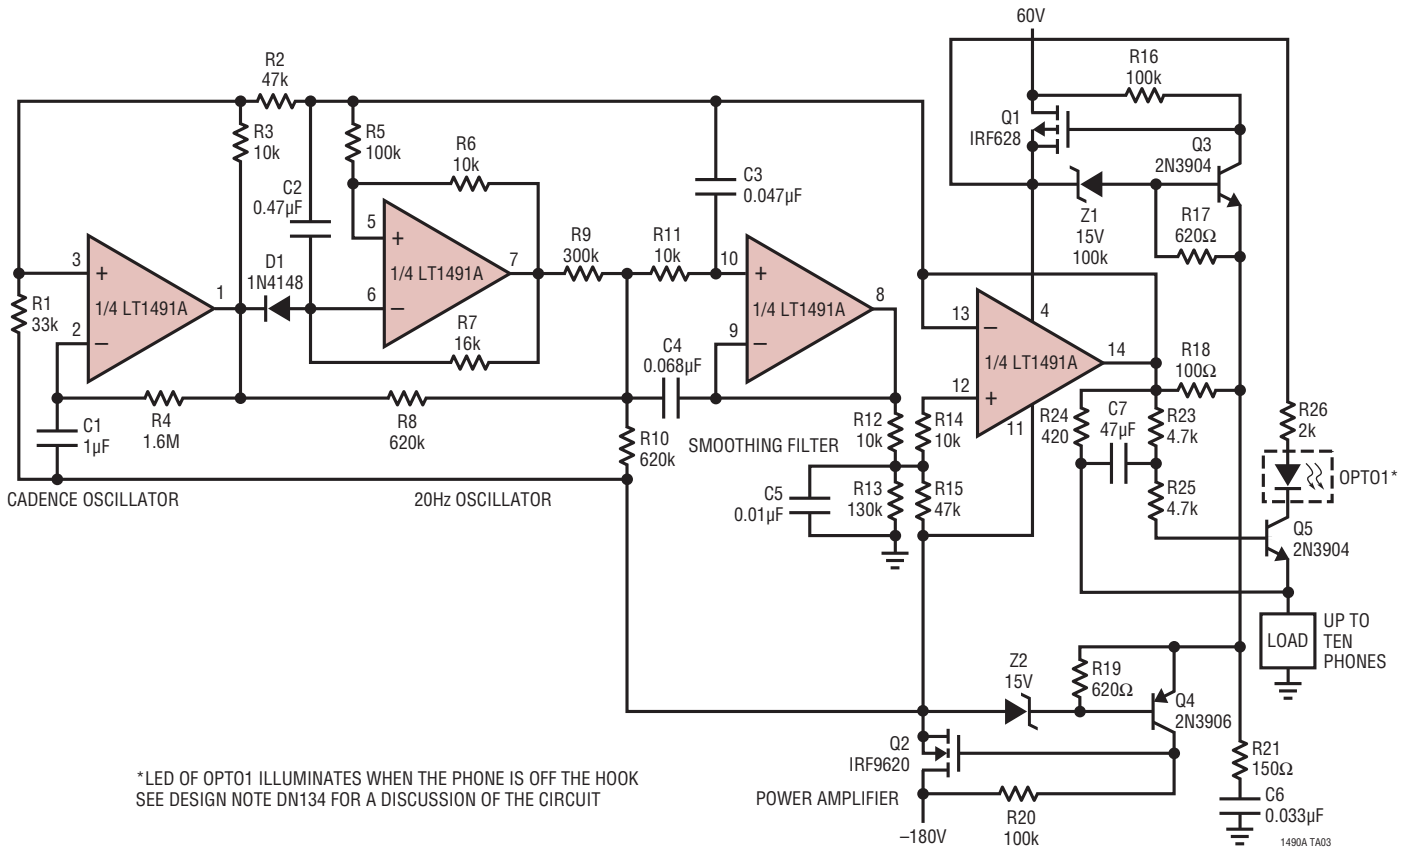 60V
R2
47k
R16
100k
Q1
IRF628
R3
10k
R5
100k
R6
10k
Q3
2N3904
C2
0.47µF
C3
0.047µF
5
+
Z1
15V
100k
R17
620Ω
D1
1N4148
R9
300k
R11
10k
3
+
1/4 LT1491A
1
1/4 LT1491A
7
10
+
1/4 LT1491A
8
R1
33k
2
–
6
–
R7
16k
9
–
C4
0.068µF
13
–
4
1/4 LT1491A
14
R18
100Ω
12
+
11
C1
1µF
R4
1.6M
R8
620k
R10
620k
SMOOTHING FILTER
R12
10k
R14
10k
R24
420
C7
47µF
R23
4.7k
R26
2k
OPTO1*
CADENCE OSCILLATOR
20Hz OSCILLATOR
C5
0.01µF
R13
130k
R15
47k
R25
4.7k
Q5
2N3904
LOAD
UP TO
TEN
PHONES
Z2
15V
R19
620Ω
Q4
2N3906
Q2
IRF9620
R21
150Ω
*LED OF OPTO1 ILLUMINATES WHEN THE PHONE IS OFF THE HOOK
SEE DESIGN NOTE DN134 FOR A DISCUSSION OF THE CIRCUIT
POWER AMPLIFIER
R20
100k
C6
0.033µF
–180V
1490A TA03